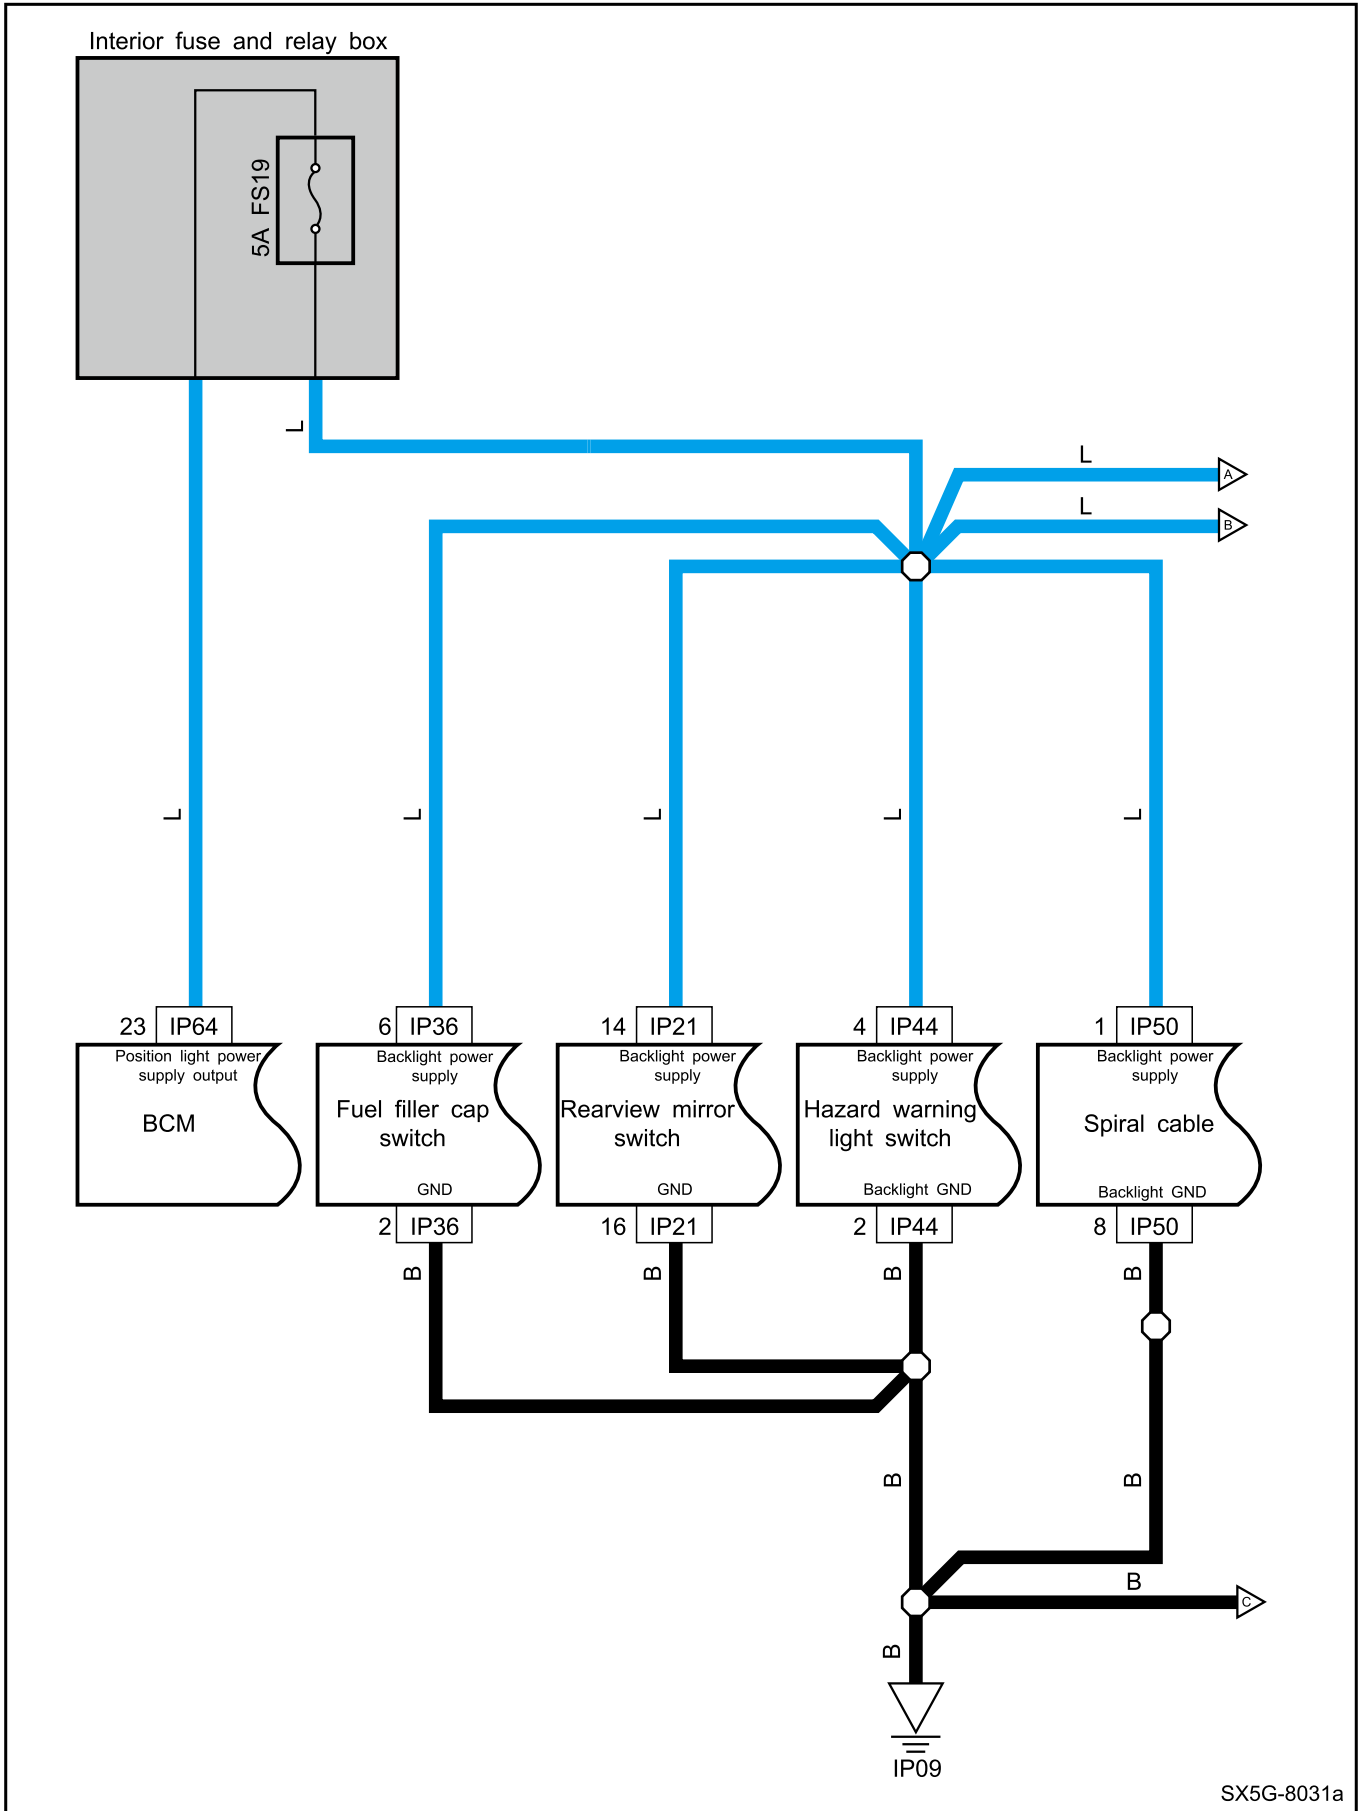 Interior fuse and relay box
5A FS19
L
L
A
L
B
L
L
L
L
L
23 IP64
6 IP36
14 IP21
4 IP44
1 IP50
Position light power
supply output
BCM
Backlight power
supply
Fuel filler cap
switch
GND
Backlight power
supply
Rearview mirror
switch
GND
Backlight power
supply
Hazard warning
light switch
Backlight GND
Backlight power
supply
Spiral cable
Backlight GND
2 IP36
16 IP21
2 IP44
8 IP50
B
B
B
B
B
B
B
C
B
IP09
SX5G-8031a